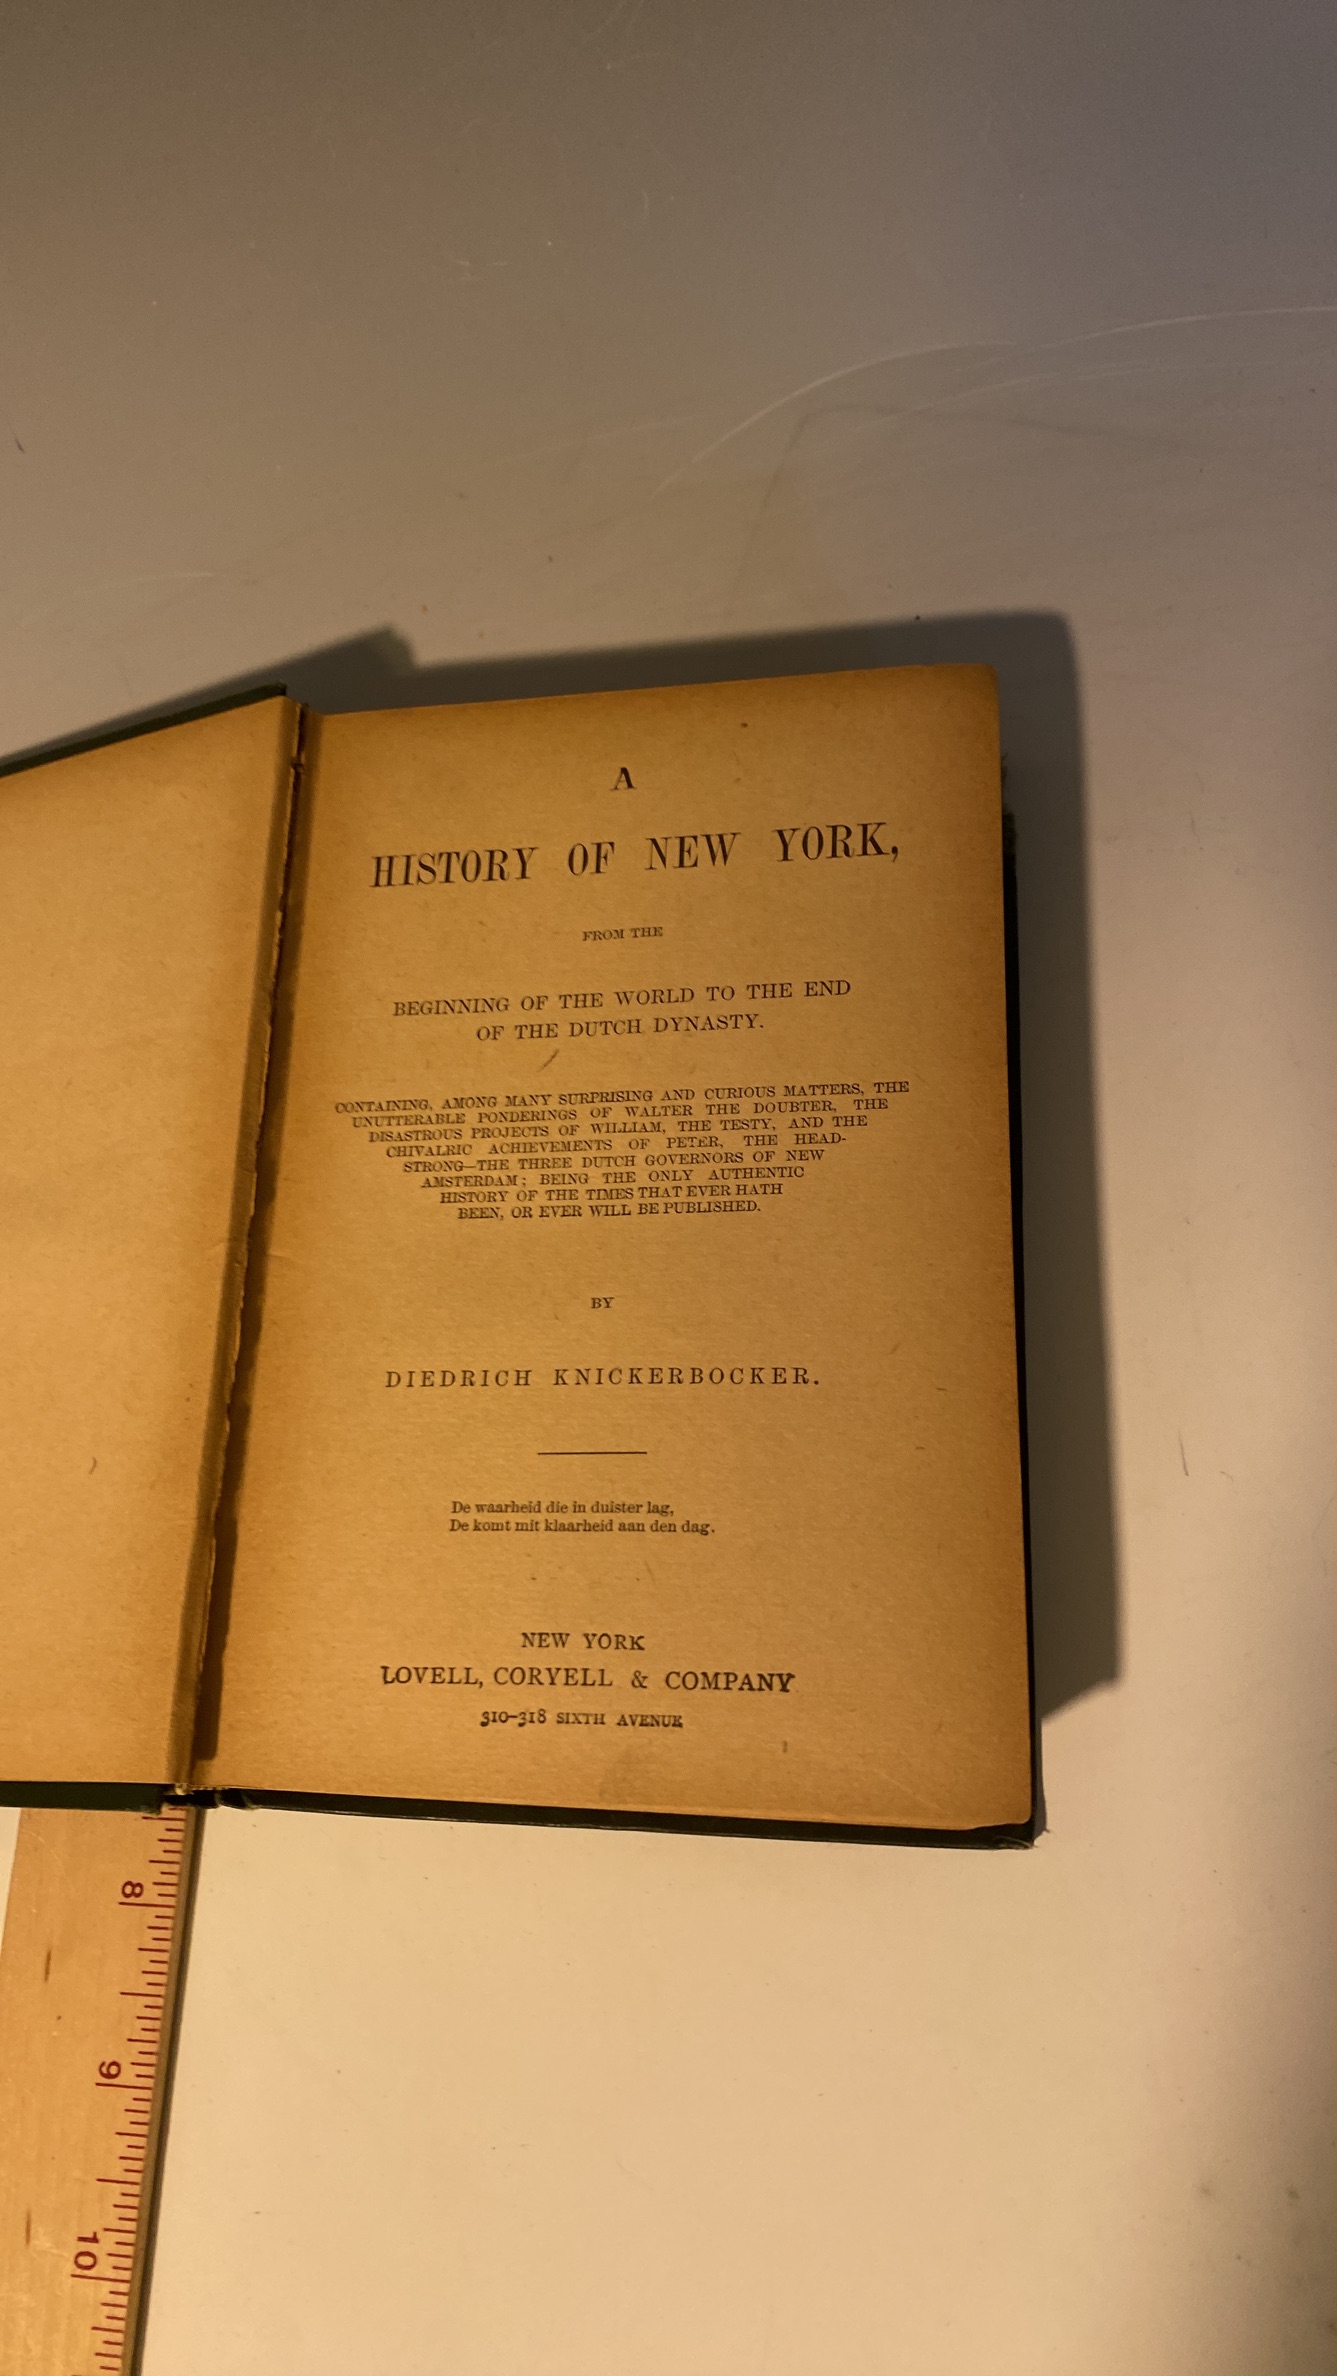 A
HISTORY OF NEW YORK,
FROM THE
BEGINNING OF THE WORLD TO THE END
OF THE DUTCH DYNASTY.
CONTAINING, AMONG MANY SURPRISING AND CURIOUS MATTERS, THE
UNUTTERABLE PONDERINGS OF WALTER THE DOUBTER, THE
DISASTROUS PROJECTS OF WILLIAM, THE TESTY, AND THE
CHIVALRIC ACHIEVEMENTS OF PETER, THE HEAD-
STRONG—THE THREE DUTCH GOVERNORS OF NEW
AMSTERDAM; BEING THE ONLY AUTHENTIC
HISTORY OF THE TIMES THAT EVER HATH
BEEN, OR EVER WILL BE PUBLISHED.
BY
DIEDRICH KNICKERBOCKER.
De waarheid die in duister lag,
De komt mit klaarheid aan den dag.
NEW YORK
LOVELL, CORYELL & COMPANY
310-318 SIXTH AVENUE
8
9
10